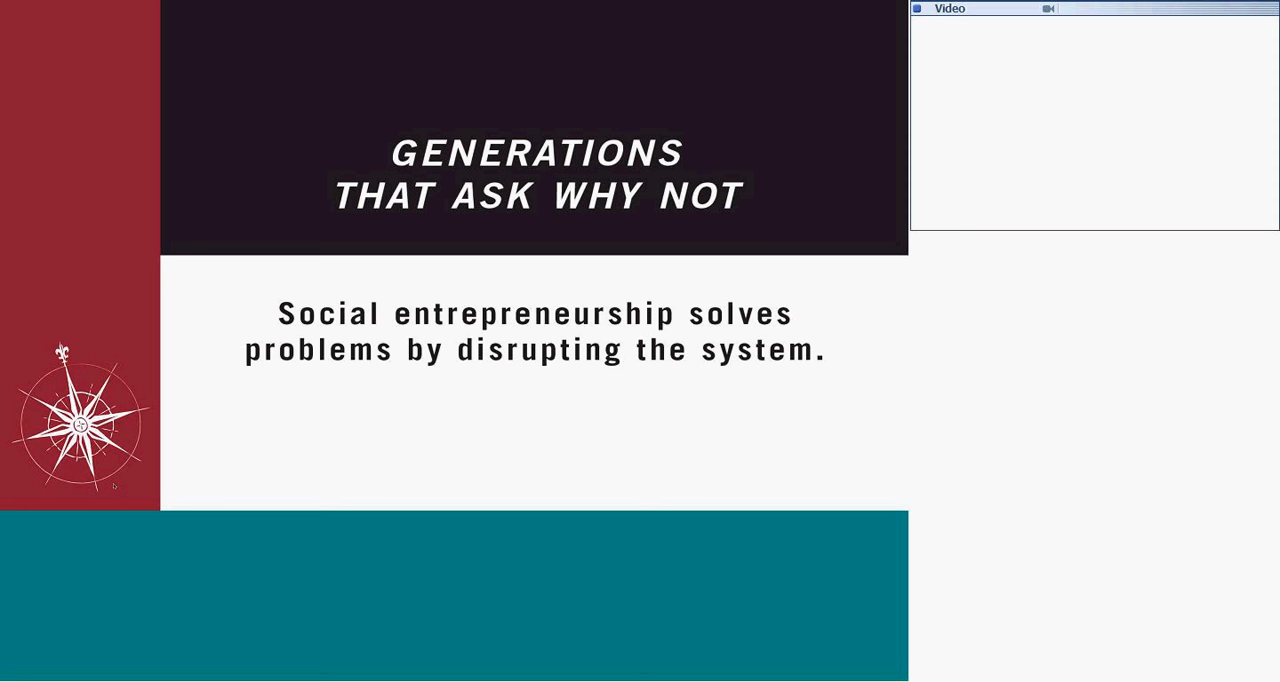 GENERATIONS
THAT ASK WHY NOT
Social entrepreneurship solves
problems by disrupting the system.
Video